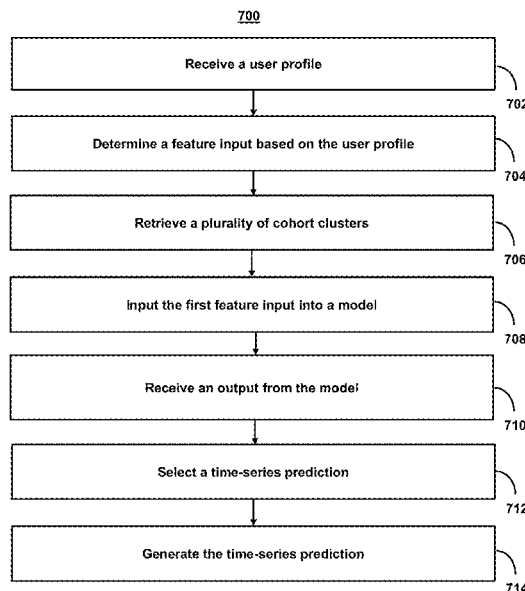 700
Receive a user profile
702
Determine a feature input based on the user profile
704
Retrieve a plurality of cohort clusters
706
Input the first feature input into a model
708
Receive an output from the model
710
Select a time-series prediction
712
Generate the time-series prediction
714